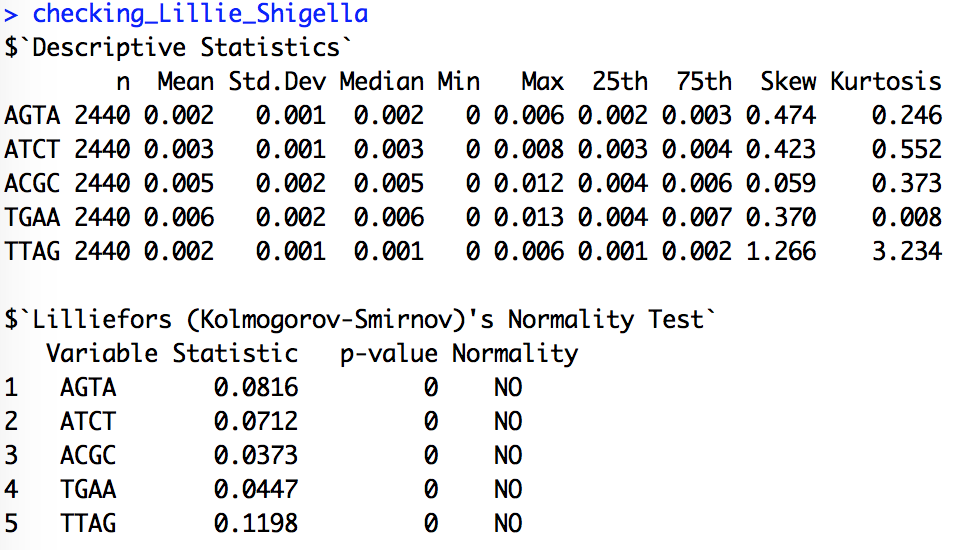 > checking_Lillie_Shigella
$`Descriptive Statistics`
n Mean Std.Dev Median Min Max 25th 75th Skew Kurtosis
AGTA 2440 0.002 0.001 0.002 0 0.006 0.002 0.003 0.474 0.246
ATCT 2440 0.003 0.001 0.003 0 0.008 0.003 0.004 0.423 0.552
ACGC 2440 0.005 0.002 0.005 0 0.012 0.004 0.006 0.059 0.373
TGAA 2440 0.006 0.002 0.006 0 0.013 0.004 0.007 0.370 0.008
TTAG 2440 0.002 0.001 0.001 0 0.006 0.001 0.002 1.266 3.234
$`Lilliefors (Kolmogorov-Smirnov)'s Normality Test`
Variable Statistic p-value Normality
1 AGTA 0.0816 0 NO
2 ATCT 0.0712 0 NO
3 ACGC 0.0373 0 NO
4 TGAA 0.0447 0 NO
5 TTAG 0.1198 0 NO